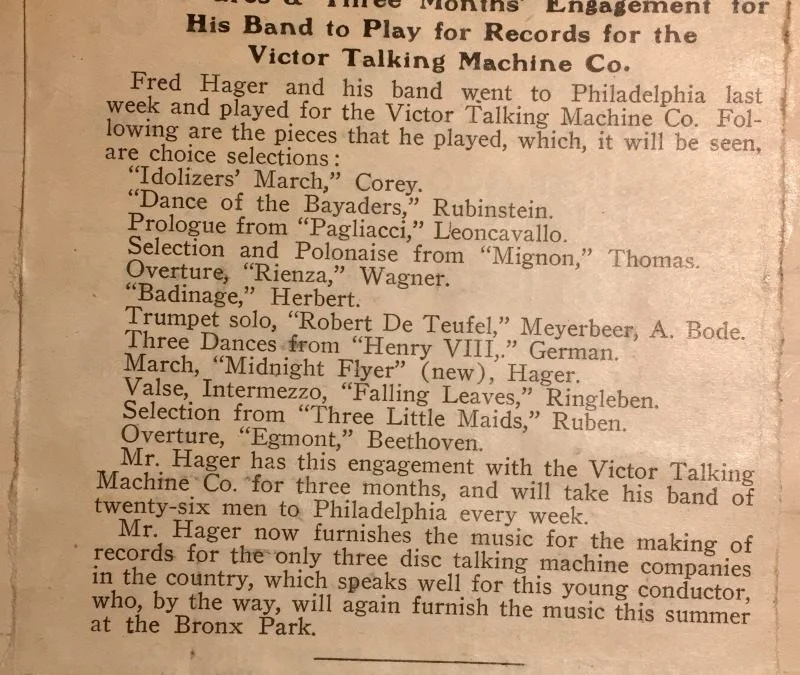 Three Months' Engagement for
His Band to Play for Records for the
Victor Talking Machine Co.
Fred Hager and his band went to Philadelphia last
week and played for the Victor Talking Machine Co. Fol-
lowing are the pieces that he played, which, it will be seen,
are choice selections:
"Idolizers' March," Corey.
"Dance of the Bayaders," Rubinstein.
Prologue from "Pagliacci," Leoncavallo.
Selection and Polonaise from "Mignon," Thomas.
Overture, "Rienza," Wagner.
"Badinage," Herbert.
Trumpet solo, "Robert De Teufel," Meyerbeer, A. Bode.
Three Dances from "Henry VIII,." German.
March, "Midnight Flyer" (new), Hager.
Valse, Intermezzo, "Falling Leaves," Ringleben.
Selection from "Three Little Maids," Ruben.
Overture, "Egmont," Beethoven.
Mr. Hager has this engagement with the Victor Talking
Machine Co. for three months, and will take his band of
twenty-six men to Philadelphia every week.
Mr. Hager now furnishes the music for the making of
records for the only three disc talking machine companies
in the country, which speaks well for this young conductor,
who, by the way, will again furnish the music this summer
at the Bronx Park.